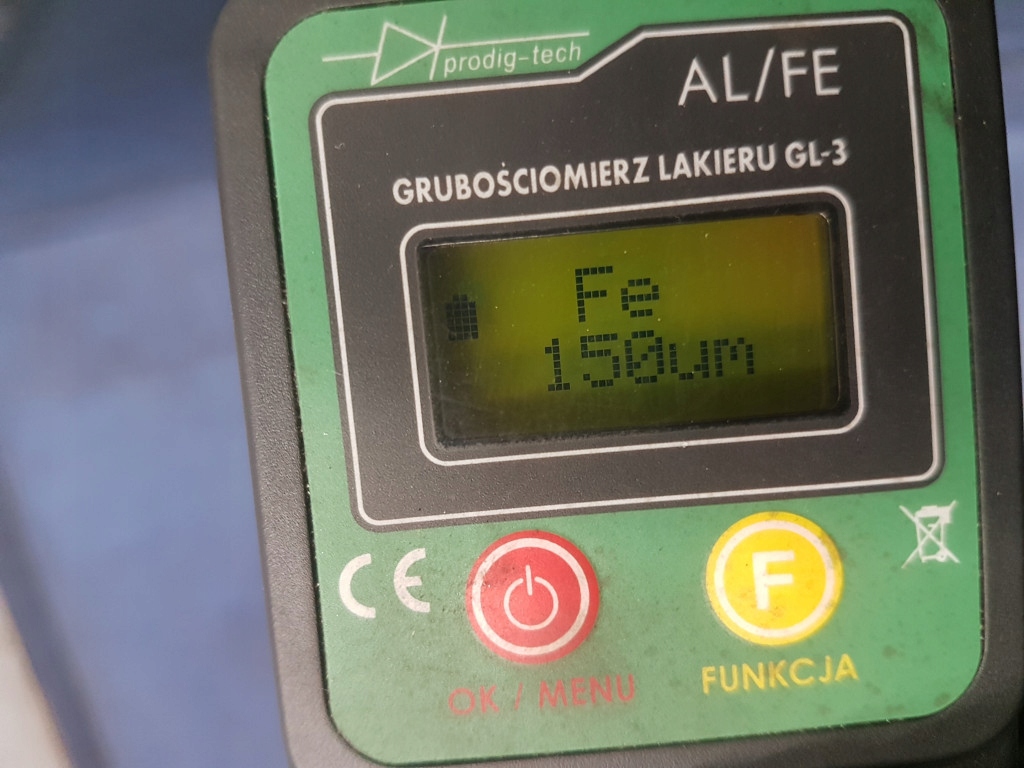 prodig-tech
AL/FE
GRUBOŚCIOMIERZ LAKIERU GL-3
Fe
150um
CE
F
OK / MENU
FUNKCJA